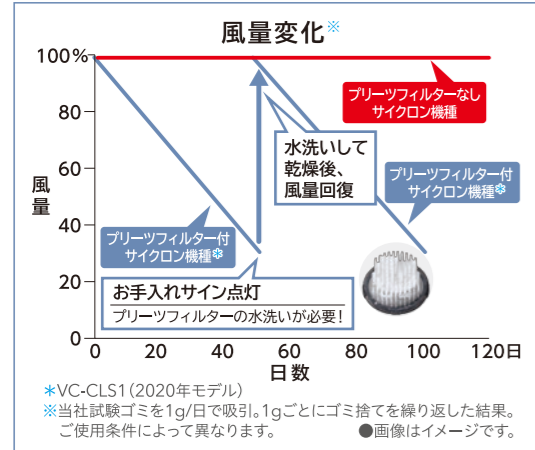 風量変化※
100%
80
60
40
20
0
風量
プリーツフィルターなし
サイクロン機種
水洗いして
乾燥後、
風量回復
プリーツフィルター付
サイクロン機種*
プリーツフィルター付
サイクロン機種*
お手入れサイン点灯
プリーツフィルターの水洗いが必要!
0 20 40 60 80 100 120日
日数
*VC-CLS1(2020年モデル)
※当社試験ゴミを1g/日で吸引。1gごとにゴミ捨てを繰り返した結果。
ご使用条件によって異なります。 ●画像はイメージです。